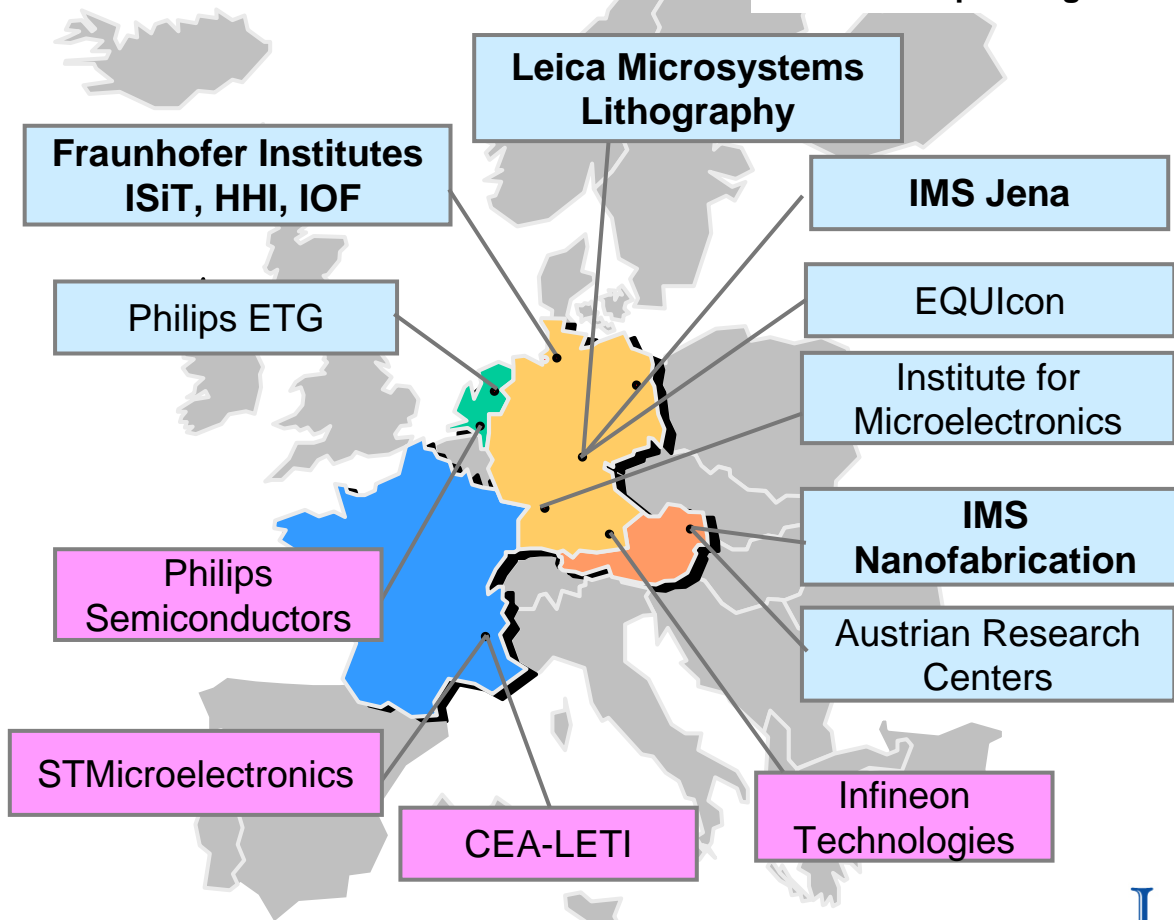 Leica Microsystems
Lithography
Fraunhofer Institutes
ISiT, HHI, IOF
IMS Jena
Philips ETG
EQUIcon
Institute for
Microelectronics
IMS
Nanofabrication
Philips
Semiconductors
Austrian Research
Centers
STMicroelectronics
Infineon
Technologies
CEA-LETI